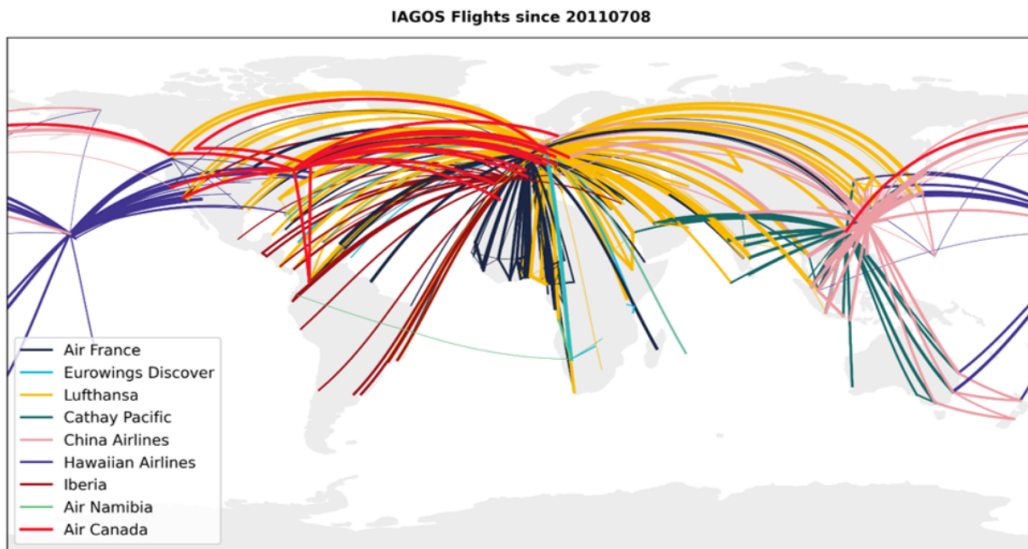 IAGOS Flights since 20110708
Air France
Eurowings Discover
Lufthansa
Cathay Pacific
China Airlines
Hawaiian Airlines
Iberia
Air Namibia
Air Canada